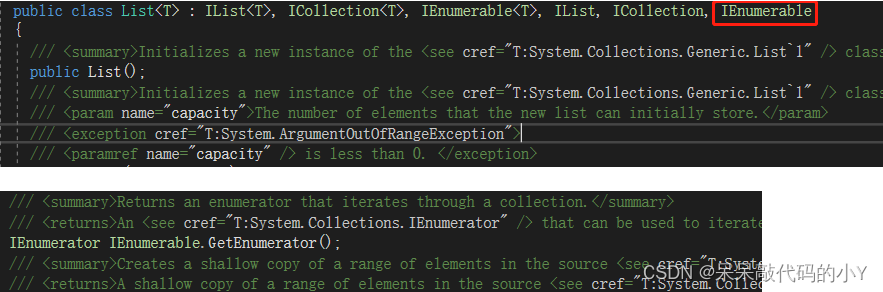 public class List<T> : IList<T>, ICollection<T>, IEnumerable<T>, IList, ICollection, IEnumerable
{
/// <summary>Initializes a new instance of the <see cref="T:System.Collections.Generic.List`1" /> class
public List();
/// <summary>Initializes a new instance of the <see cref="T:System.Collections.Generic.List`1" /> class
/// <param name="capacity">The number of elements that the new list can initially store.</param>
/// <exception cref="T:System.ArgumentOutOfRangeException">
/// <paramref name="capacity" /> is less than 0. </exception>
/// <summary>Returns an enumerator that iterates through a collection.</summary>
/// <returns>An <see cref="T:System.Collections.IEnumerator" /> that can be used to iterate
IEnumerator IEnumerable.GetEnumerator();
/// <summary>Creates a shallow copy of a range of elements in the source <see cref="T:Syst
/// <returns>A shallow copy of a range of elements in the source <see cref="T:System.Colle
CSDN @呆呆敲代码的小Y